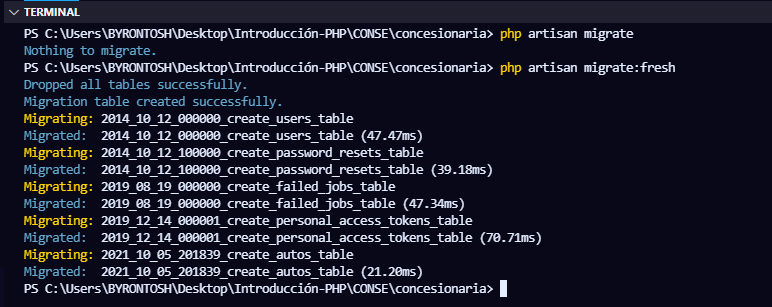 TERMINAL
PS C:\Users\BYRONTOSH\Desktop\Introducción-PHP\CONSE\concesionaria> php artisan migrate
Nothing to migrate.
PS C:\Users\BYRONTOSH\Desktop\Introducción-PHP\CONSE\concesionaria> php artisan migrate:fresh
Dropped all tables successfully.
Migration table created successfully.
Migrating: 2014_10_12_000000_create_users_table
Migrated:  2014_10_12_000000_create_users_table (47.47ms)
Migrating: 2014_10_12_100000_create_password_resets_table
Migrated:  2014_10_12_100000_create_password_resets_table (39.18ms)
Migrating: 2019_08_19_000000_create_failed_jobs_table
Migrated:  2019_08_19_000000_create_failed_jobs_table (47.34ms)
Migrating: 2019_12_14_000001_create_personal_access_tokens_table
Migrated:  2019_12_14_000001_create_personal_access_tokens_table (70.71ms)
Migrating: 2021_10_05_201839_create_autos_table
Migrated:  2021_10_05_201839_create_autos_table (21.20ms)
PS C:\Users\BYRONTOSH\Desktop\Introducción-PHP\CONSE\concesionaria>